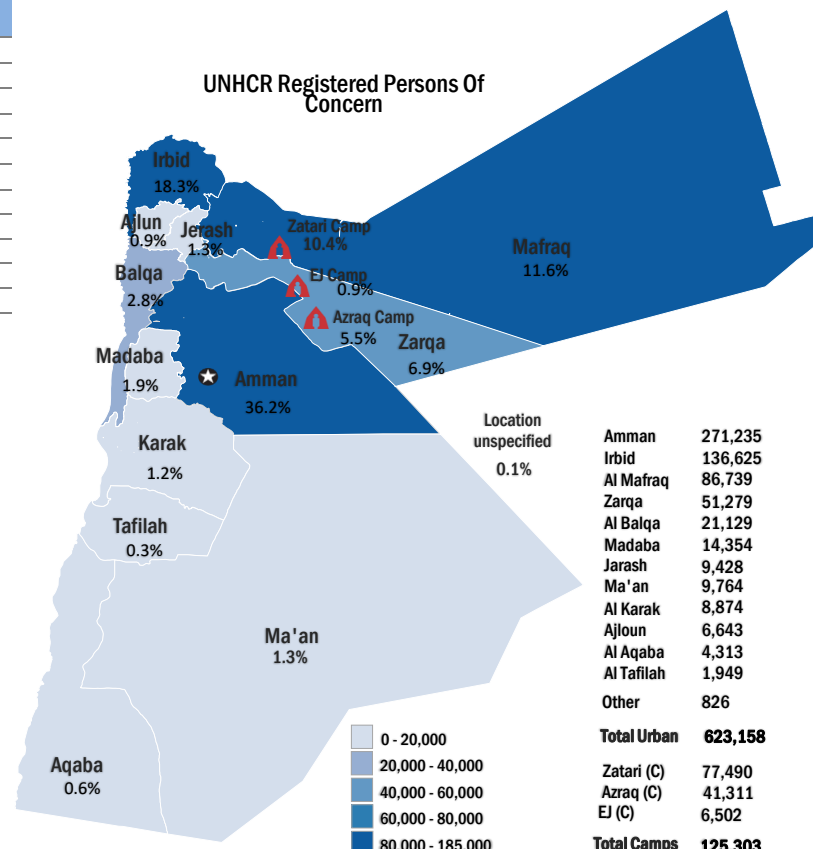 UNHCR Registered Persons Of
Concern
Irbid
18.3%
Ajlun
0.9%
Jerash
1.3%
Zatari Camp
10.4%
Mafraq
11.6%
EJ Camp
0.9%
Balqa
2.8%
Azraq Camp
5.5%
Zarqa
6.9%
Madaba
1.9%
Amman
36.2%
Karak
1.2%
Location
unspecified
0.1%
Tafilah
0.3%
Ma'an
1.3%
Aqaba
0.6%
0 - 20,000
20,000 - 40,000
40,000 - 60,000
60,000 - 80,000
80,000 - 185,000
Amman 271,235
Irbid 136,625
Al Mafraq 86,739
Zarqa 51,279
Al Balqa 21,129
Madaba 14,354
Jarash 9,428
Ma'an 9,764
Al Karak 8,874
Ajloun 6,643
Al Aqaba 4,313
Al Tafilah 1,949
Other 826
Total Urban 623,158
Zatari (C) 77,490
Azraq (C) 41,311
EJ (C) 6,502
Total Camps 125,303